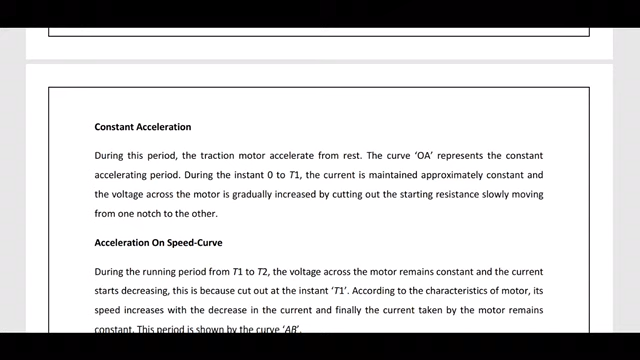 Constant Acceleration
During this period, the traction motor accelerate from rest. The curve ‘OA’ represents the constant
accelerating period. During the instant 0 to T1, the current is maintained approximately constant and
the voltage across the motor is gradually increased by cutting out the starting resistance slowly moving
from one notch to the other.
Acceleration On Speed-Curve
During the running period from T1 to T2, the voltage across the motor remains constant and the current
starts decreasing, this is because cut out at the instant ‘T1’. According to the characteristics of motor, its
speed increases with the decrease in the current and finally the current taken by the motor remains
constant. This period is shown by the curve ‘AB’.